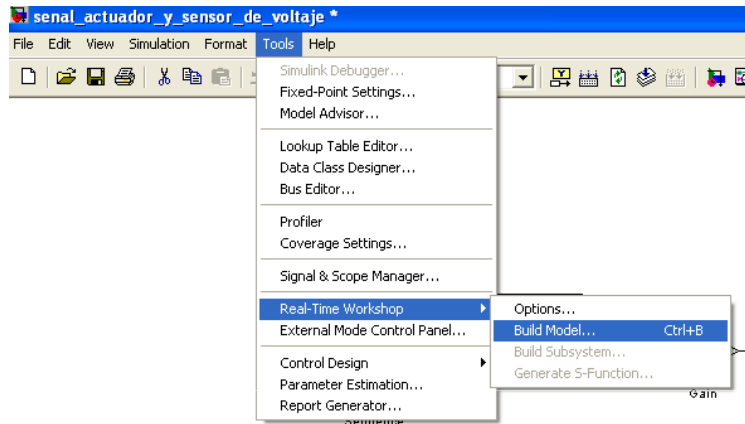 senal_actuador_y_sensor_de_voltaje *
File Edit View Simulation Format Tools Help
Simulink Debugger...
Fixed-Point Settings...
Model Advisor...
Lookup Table Editor...
Data Class Designer...
Bus Editor...
Profiler
Coverage Settings...
Signal & Scope Manager...
Real-Time Workshop
Options...
External Mode Control Panel...
Build Model... Ctrl+B
Build Subsystem...
Control Design
Generate S-Function...
Parameter Estimation...
Gain
Report Generator...